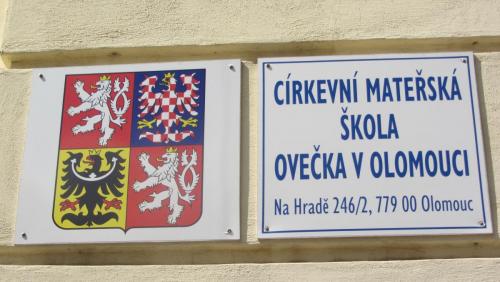 CÍRKEVNÍ MATEŘSKÁ
ŠKOLA
OVEČKA V OLOMOUCI
Na Hradě 246/2, 779 00 Olomouc